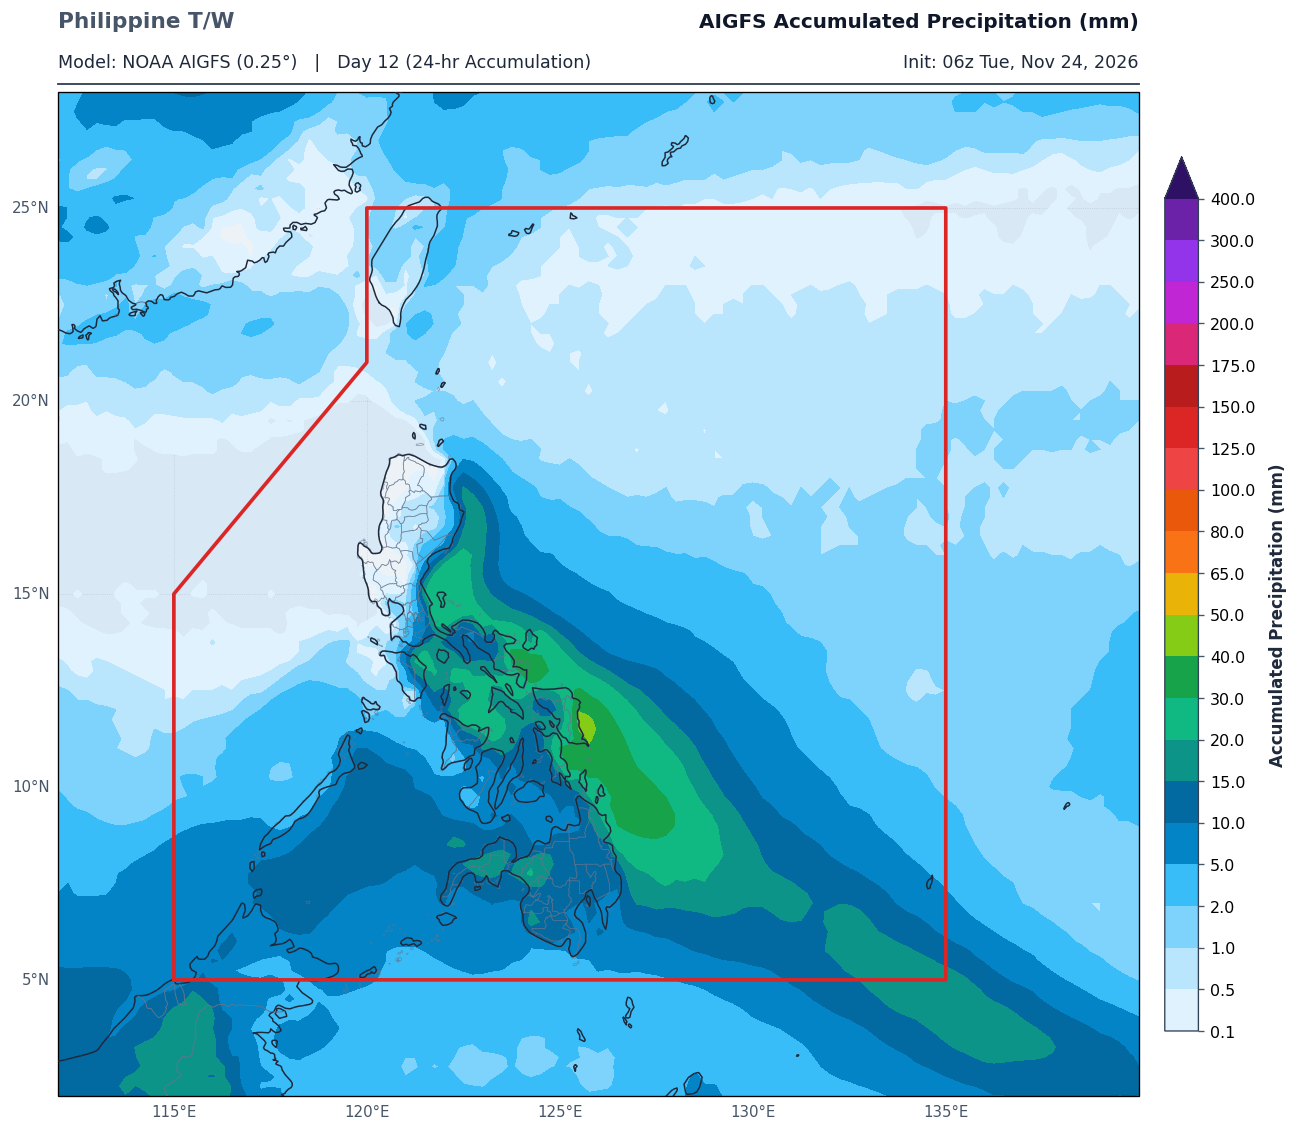 Philippine T/W
AIGFS Accumulated Precipitation (mm)
Model: NOAA AIGFS (0.25°)   |   Day 12 (24-hr Accumulation)
Init: 06z Tue, Nov 24, 2026
25°N
20°N
15°N
10°N
5°N
115°E
120°E
125°E
130°E
135°E
400.0
300.0
250.0
200.0
175.0
150.0
125.0
100.0
80.0
65.0
50.0
40.0
30.0
20.0
15.0
10.0
5.0
2.0
1.0
0.5
0.1
Accumulated Precipitation (mm)